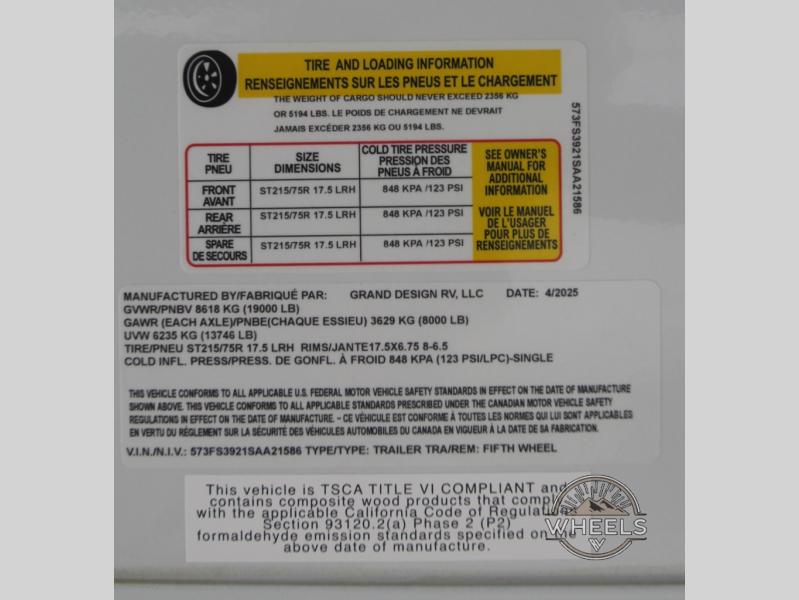 TIRE AND LOADING INFORMATION
RENSEIGNEMENTS SUR LES PNEUS ET LE CHARGEMENT
THE WEIGHT OF CARGO SHOULD NEVER EXCEED 2356 KG
OR 5194 LBS. LE POIDS DE CHARGEMENT NE DEVRAIT
JAMAIS EXCÉDER 2356 KG OU 5194 LBS.
TIRE
PNEU
SIZE
DIMENSIONS
COLD TIRE PRESSURE
PRESSION DES
PNEUS À FROID
FRONT
AVANT
ST215/75R 17.5 LRH
848 KPA /123 PSI
REAR
ARRIÈRE
ST215/75R 17.5 LRH
848 KPA /123 PSI
SPARE
DE SECOURS
ST215/75R 17.5 LRH
848 KPA /123 PSI
SEE OWNER'S
MANUAL FOR
ADDITIONAL
INFORMATION
VOIR LE MANUEL
DE L'USAGER
POUR PLUS DE
RENSEIGNEMENTS
573FS3921SAA21586
MANUFACTURED BY/FABRIQUÉ PAR: GRAND DESIGN RV, LLC DATE: 4/2025
GVWR/PNBV 8618 KG (19000 LB)
GAWR (EACH AXLE)/PNBE(CHAQUE ESSIEU) 3629 KG (8000 LB)
UVW 6235 KG (13746 LB)
TIRE/PNEU ST215/75R 17.5 LRH RIMS/JANTE17.5X6.75 8-6.5
COLD INFL. PRESS/PRESS. DE GONFL. À FROID 848 KPA (123 PSI/LPC)-SINGLE
THIS VEHICLE CONFORMS TO ALL APPLICABLE U.S. FEDERAL MOTOR VEHICLE SAFETY STANDARDS IN EFFECT ON THE DATE OF MANUFACTURE
SHOWN ABOVE. THIS VEHICLE CONFORMS TO ALL APPLICABLE STANDARDS PRESCRIBED UNDER THE CANADIAN MOTOR VEHICLE SAFETY
REGULATIONS IN EFFECT ON THE DATE OF MANUFACTURE. – CE VÉHICULE EST CONFORME À TOUTES LES NORMES QUI LUI SONT APPLICABLES
EN VERTU DU RÉGLEMENT SUR LA SÉCURITÉ DES VÉHICULES AUTOMOBILES DU CANADA EN VIGUEUR À LA DATE DE SA FABRICATION.
V.I.N./N.I.V.: 573FS3921SAA21586 TYPE/TYPE: TRAILER TRA/REM: FIFTH WHEEL
This vehicle is TSCA TITLE VI COMPLIANT and
contains composite wood products that comply
with the applicable California Code of Regulation
Section 93120.2(a) Phase 2 (P2)
formaldehyde emission standards specified on the
above date of manufacture.
WHEELS